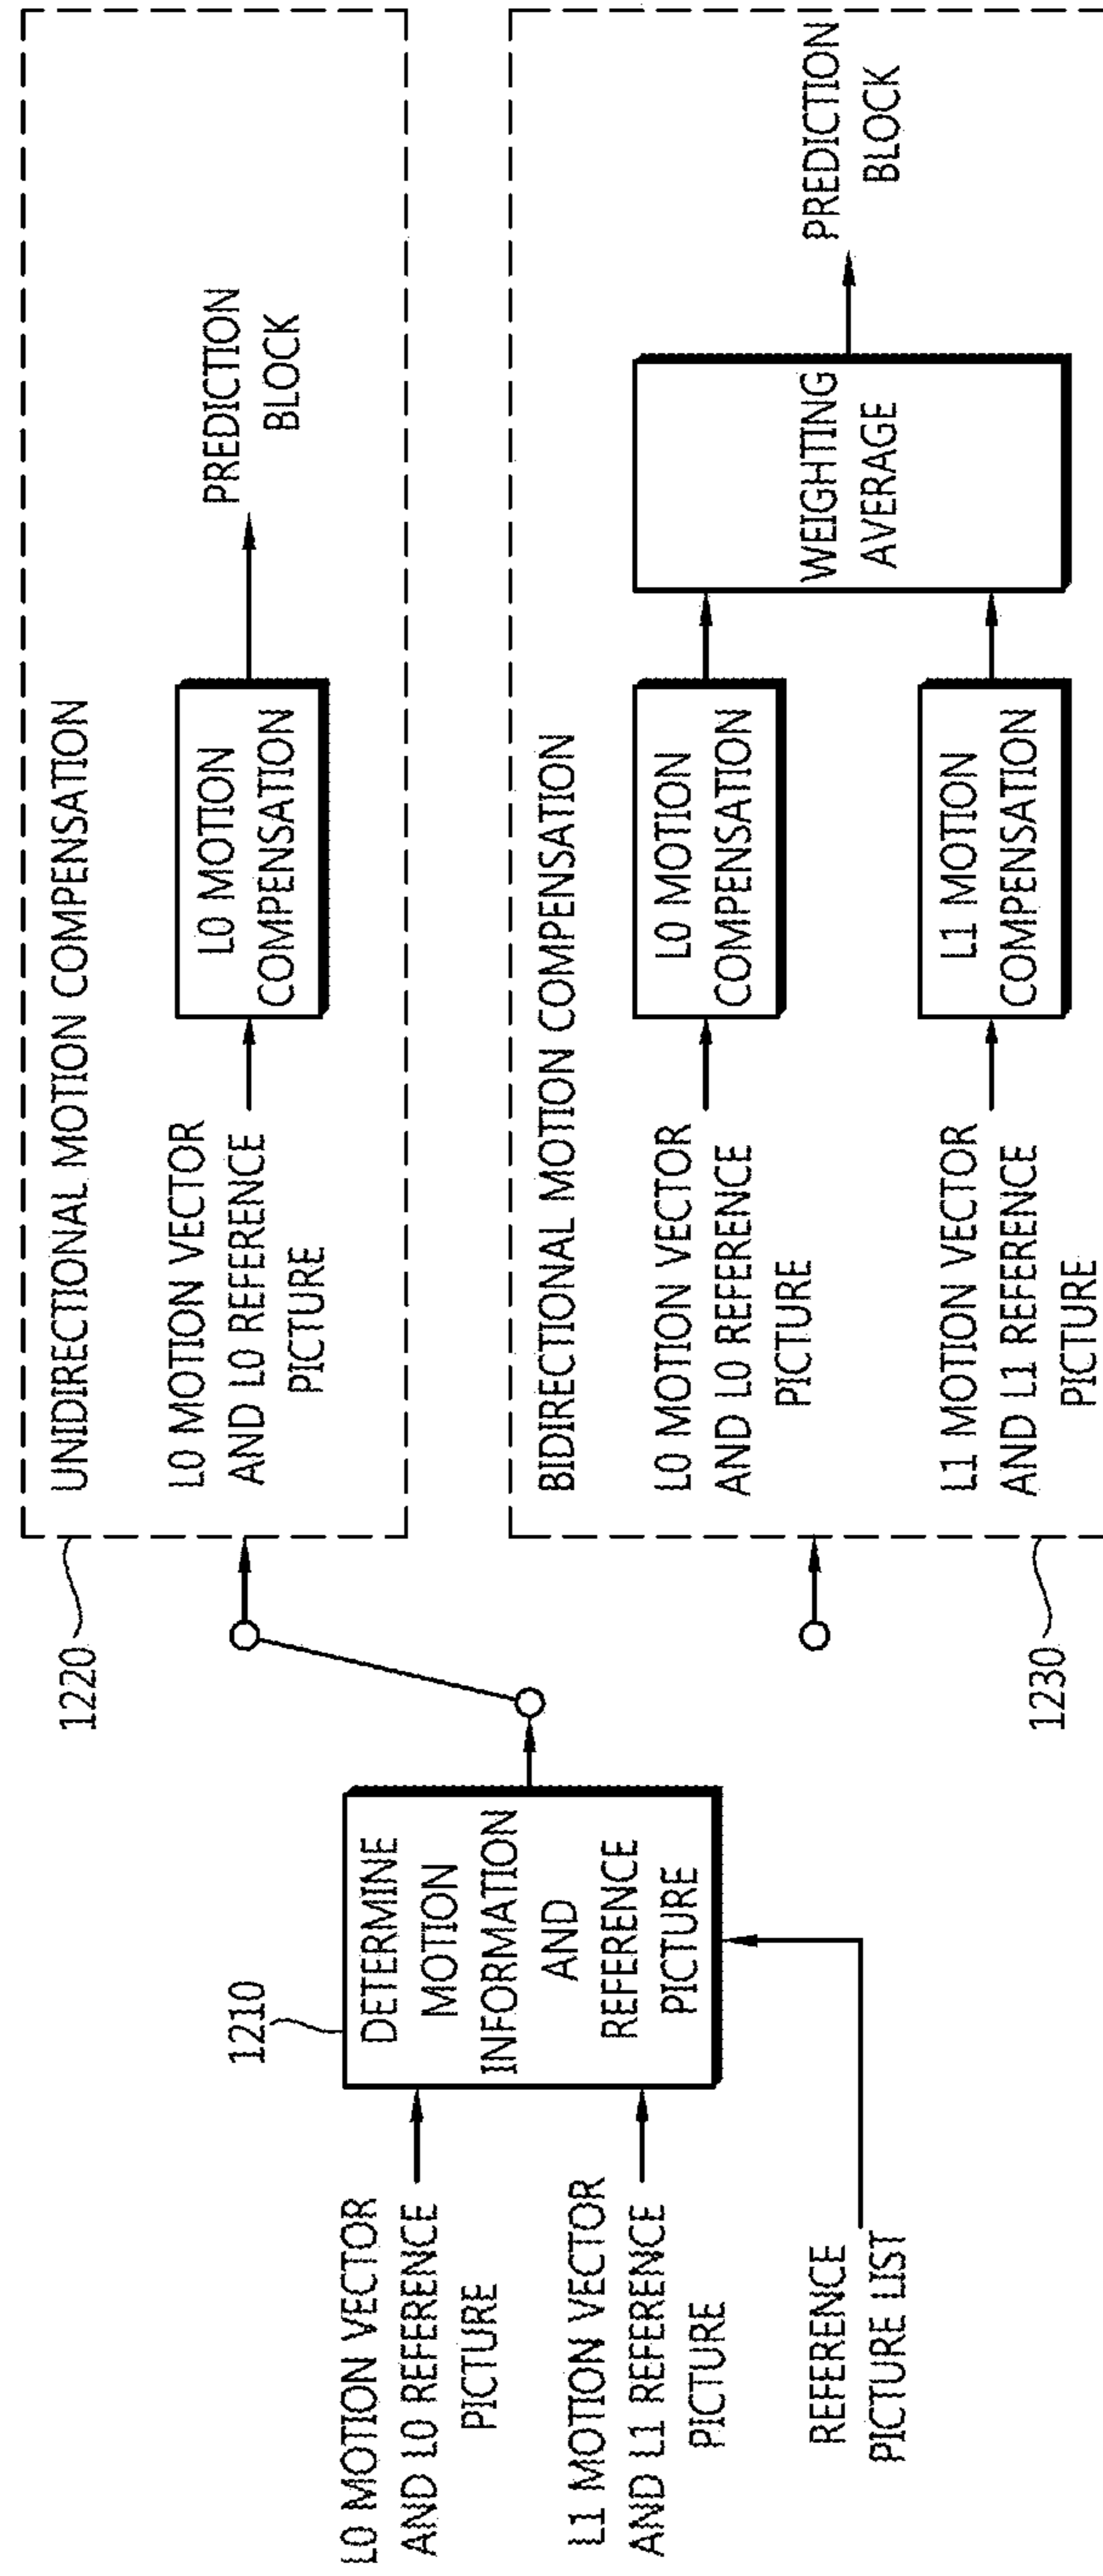 L0 MOTION VECTOR
AND L0 REFERENCE
PICTURE
L1 MOTION VECTOR
AND L1 REFERENCE
PICTURE
REFERENCE
PICTURE LIST
1210
DETERMINE
MOTION
INFORMATION
AND
REFERENCE
PICTURE
1220
UNIDIRECTIONAL MOTION COMPENSATION
L0 MOTION VECTOR
AND L0 REFERENCE
PICTURE
L0 MOTION
COMPENSATION
PREDICTION
BLOCK
1230
BIDIRECTIONAL MOTION COMPENSATION
L0 MOTION VECTOR
AND L0 REFERENCE
PICTURE
L0 MOTION
COMPENSATION
L1 MOTION VECTOR
AND L1 REFERENCE
PICTURE
L1 MOTION
COMPENSATION
WEIGHTING
AVERAGE
PREDICTION
BLOCK